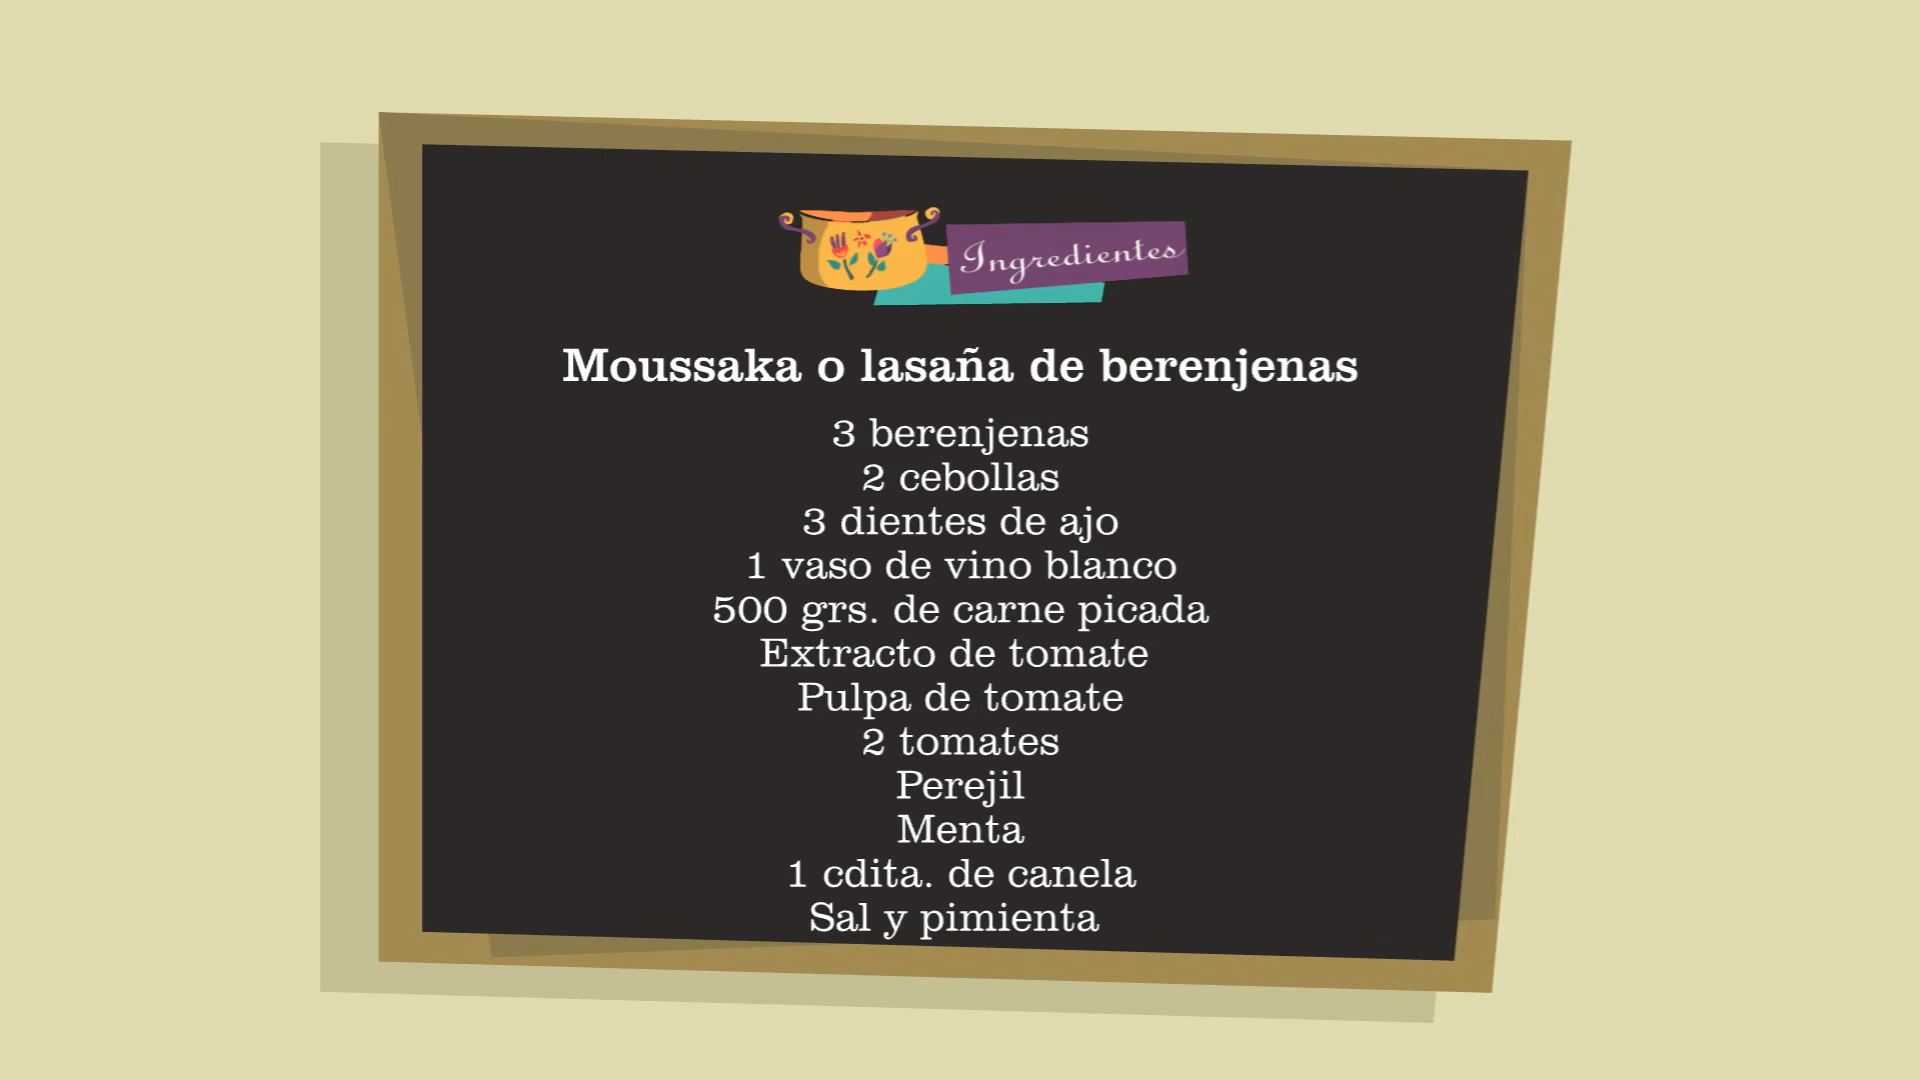 Ingredientes
Moussaka o lasaña de berenjenas
3 berenjenas
2 cebollas
3 dientes de ajo
1 vaso de vino blanco
500 grs. de carne picada
Extracto de tomate
Pulpa de tomate
2 tomates
Perejil
Menta
1 cdita. de canela
Sal y pimienta